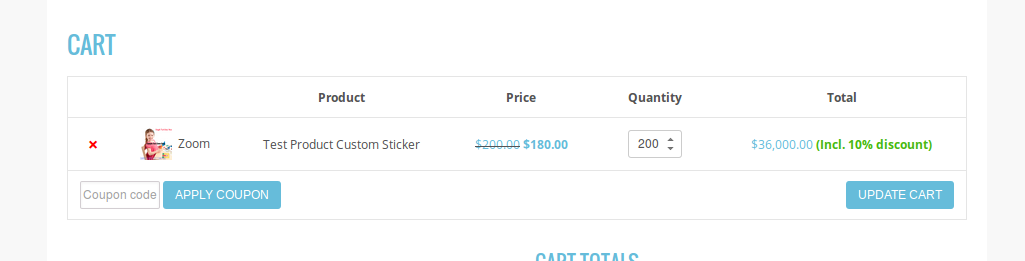 CART
Product Price Quantity Total
× Zoom Test Product Custom Sticker $200.00 $180.00 200 $36,000.00 (Incl. 10% discount)
Coupon code APPLY COUPON UPDATE CART
CART TOTALS